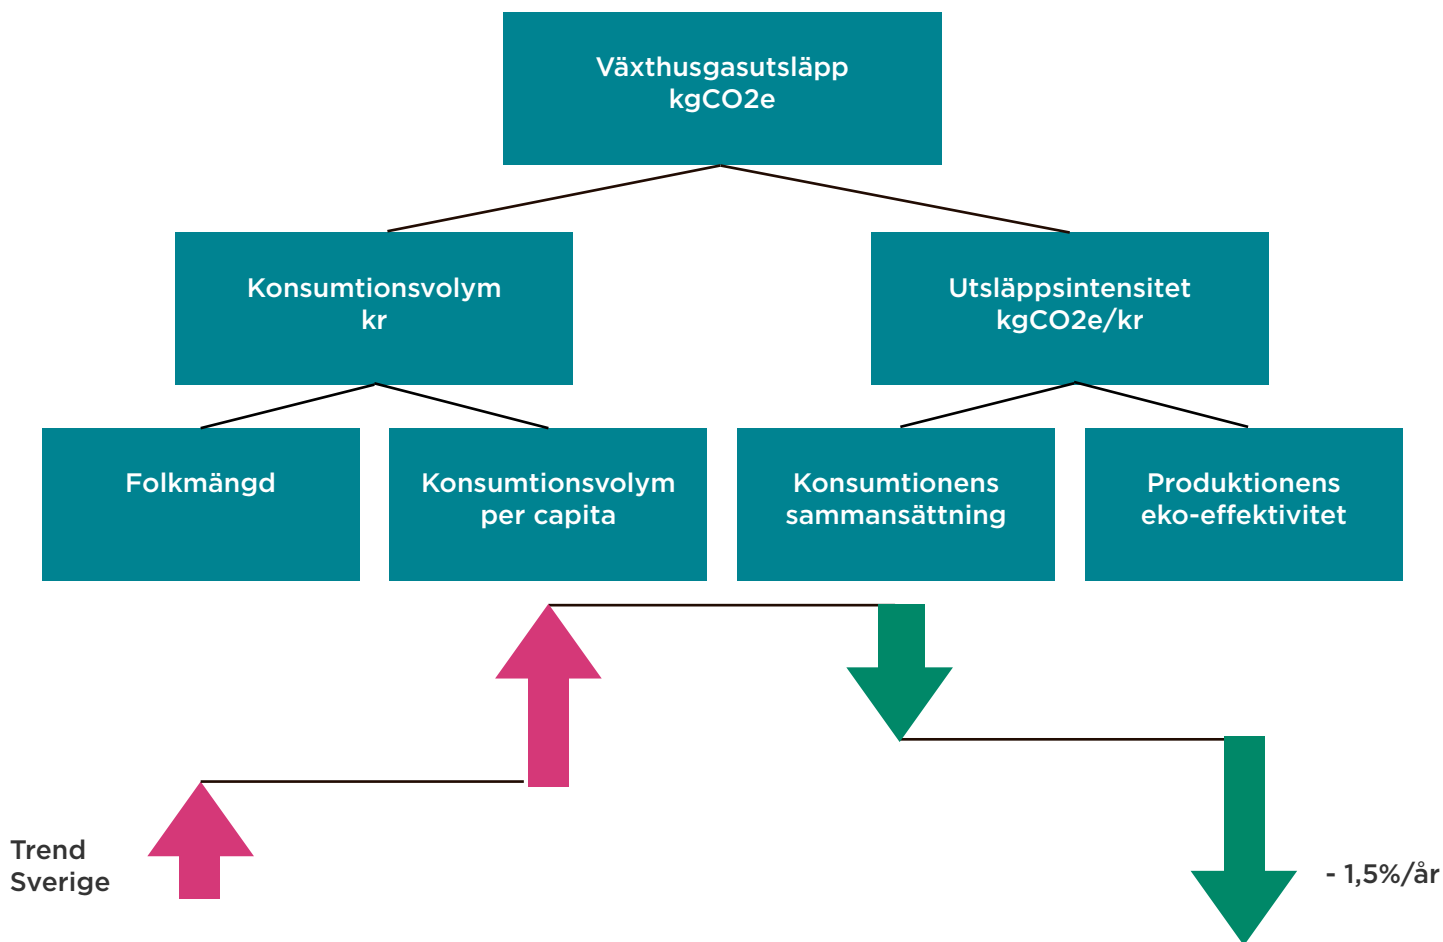 Växthusgasutsläpp
kgCO2e
Konsumtionsvolym
kr
Utsläppsintensitet
kgCO2e/kr
Folkmängd
Konsumtionsvolym
per capita
Konsumtionens
sammansättning
Produktionens
eko-effektivitet
Trend
Sverige
- 1,5%/år